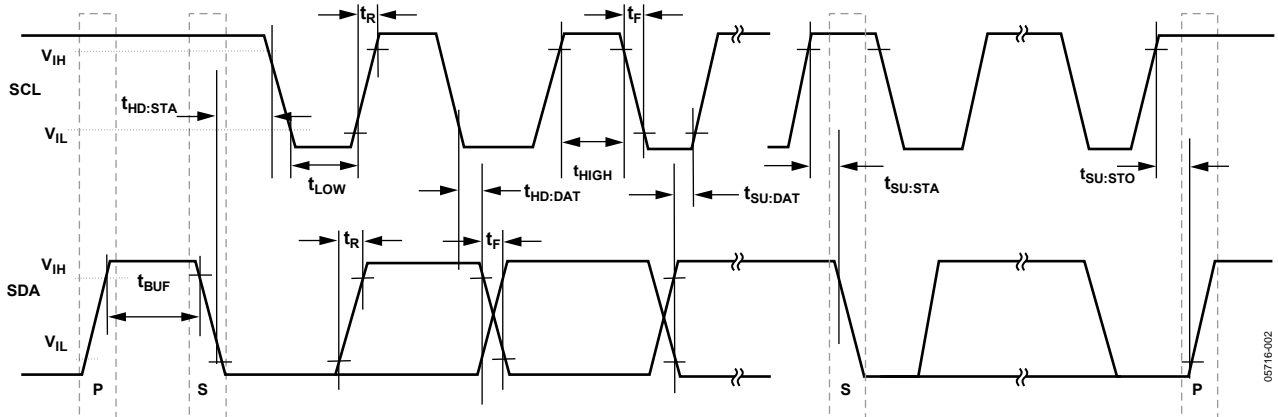 tR
tF
VIH
SCL
tHD:STA
VIL
tLOW
tHIGH
tHD:DAT
tSU:DAT
tSU:STA
tSU:STO
tR
tF
VIH
SDA
tBUF
VIL
P
S
S
P
05716-002